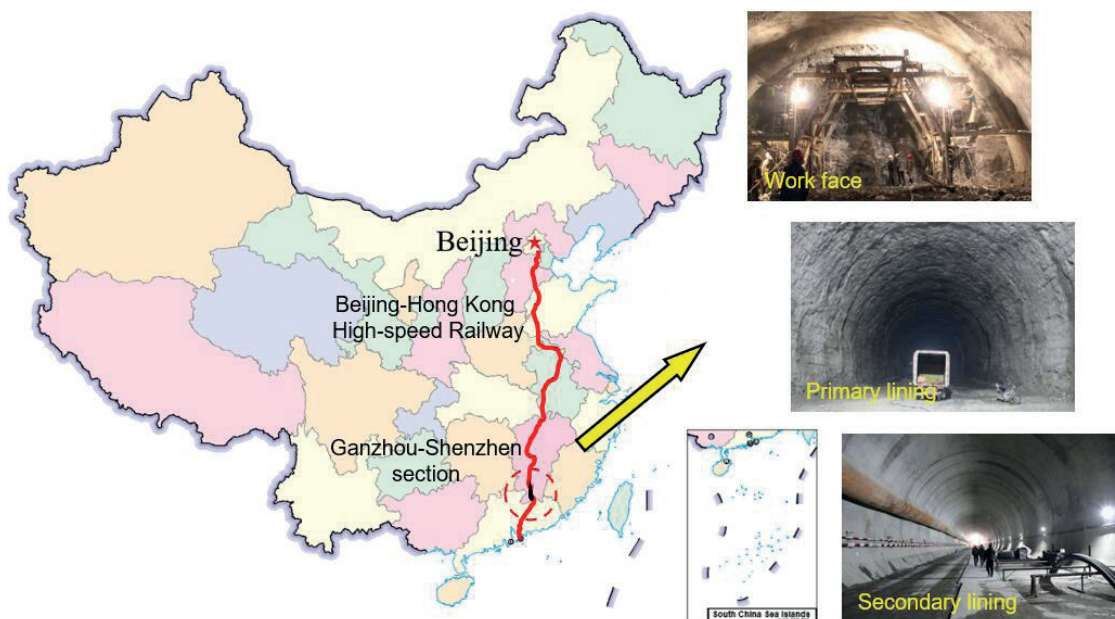 Beijing
Beijing-Hong Kong
High-speed Railway
Ganzhou-Shenzhen
section
South China Sea Islands
Work face
Primary lining
Secondary lining